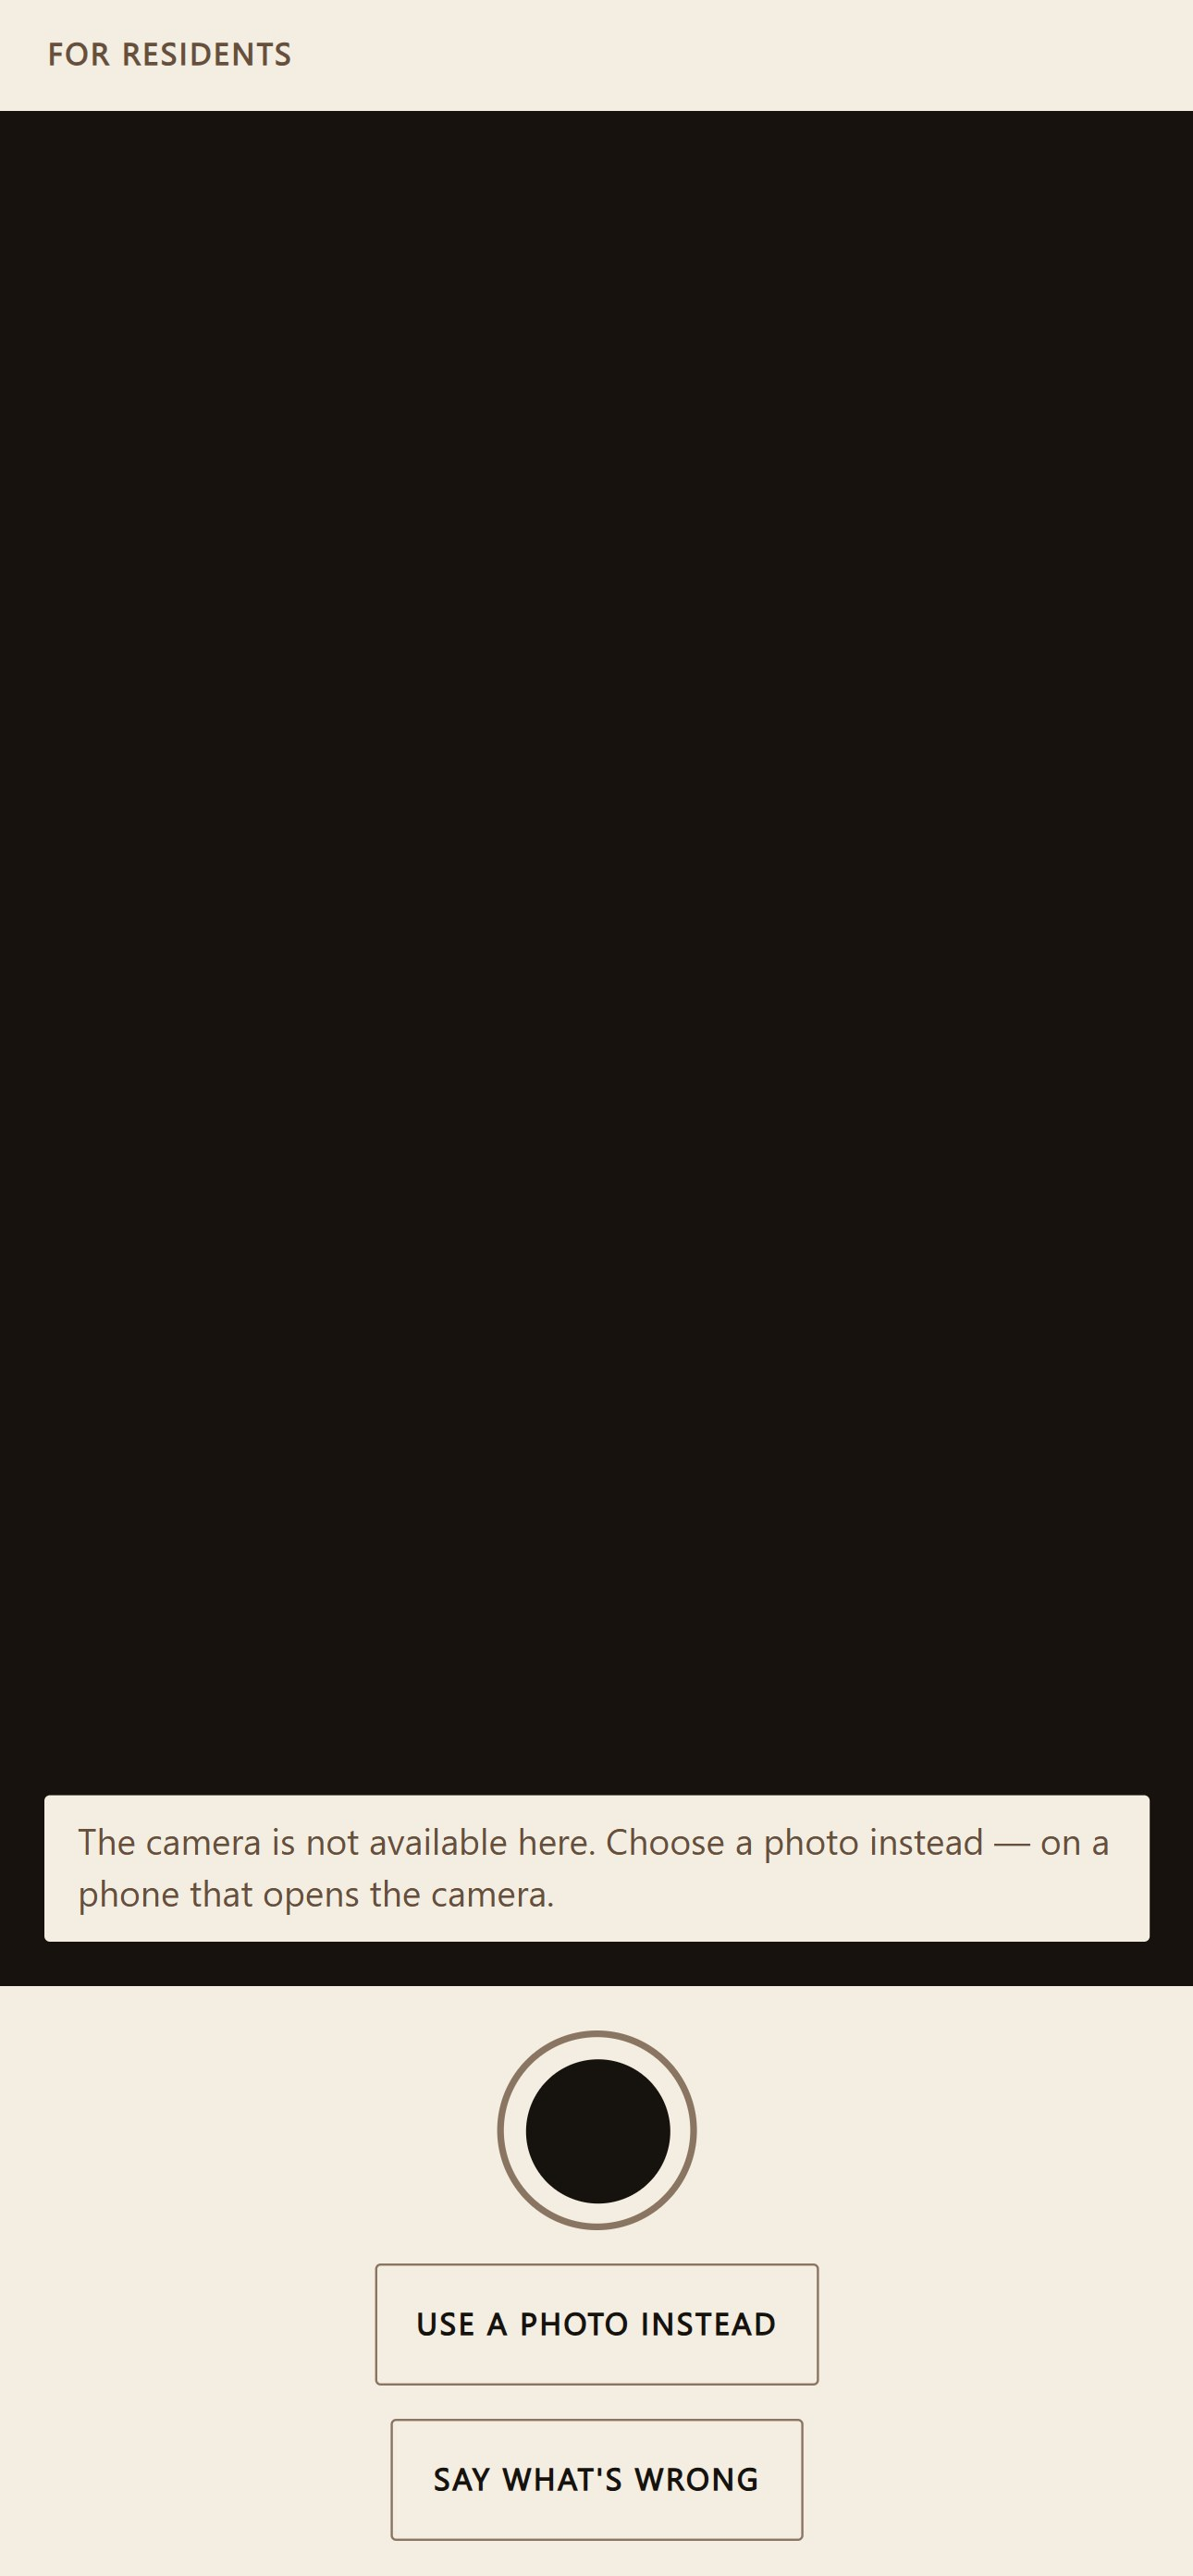 FOR RESIDENTS
The camera is not available here. Choose a photo instead — on a
phone that opens the camera.
USE A PHOTO INSTEAD
SAY WHAT'S WRONG